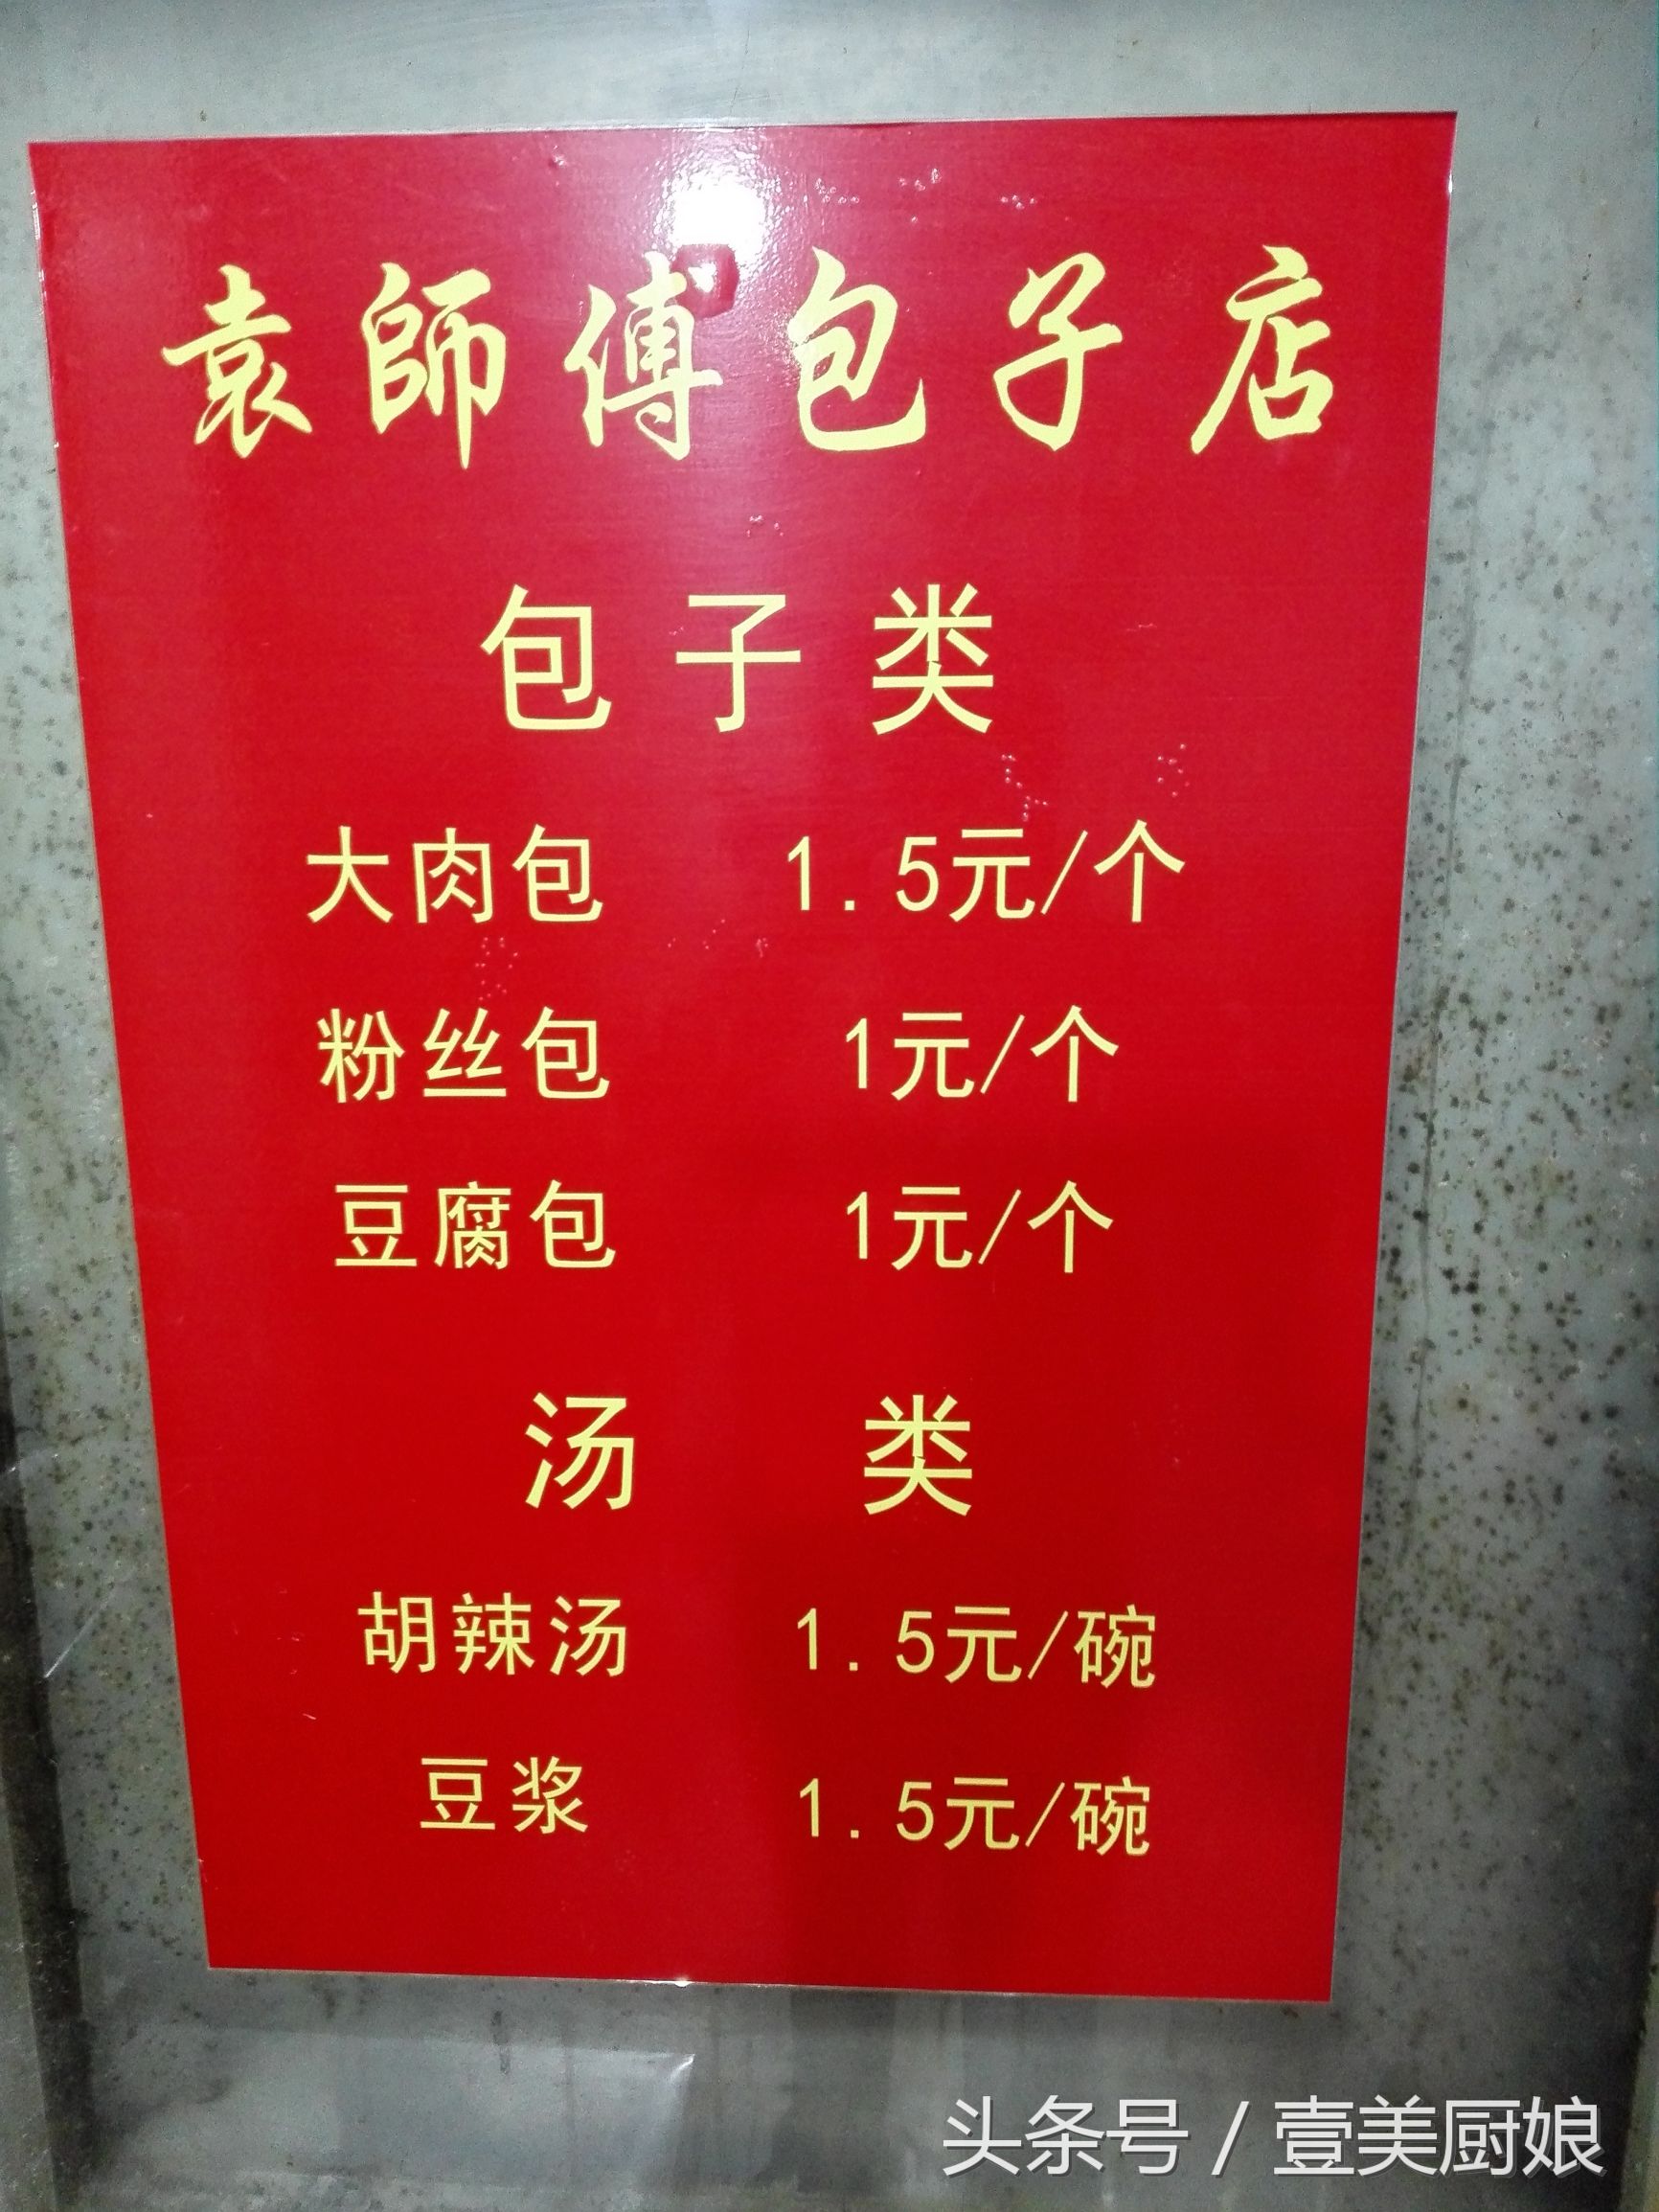 袁師傅包子店
包子类
大肉包 1.5元/个
粉丝包 1元/个
豆腐包 1元/个
汤 类
胡辣汤 1.5元/碗
豆浆 1.5元/碗
头条号 / 壹美厨娘